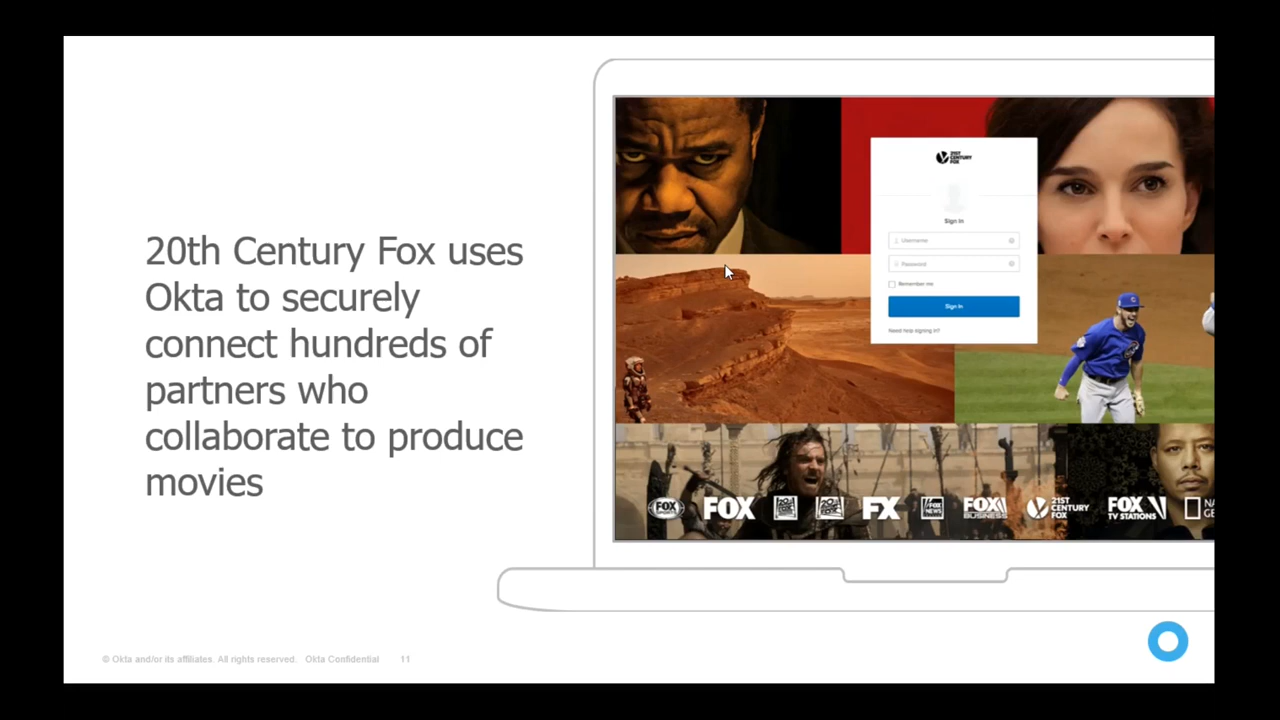 20th Century Fox uses
Okta to securely
connect hundreds of
partners who
collaborate to produce
movies
21ST
CENTURY
FOX
Sign In
Username
Password
Remember me
Sign In
Need help signing in?
FOX
SPORTS
FOX
FX
FOX
NEWS
FOX
BUSINESS
21ST
CENTURY
FOX
FOX
TV STATIONS
NA
GE
© Okta and/or its affiliates. All rights reserved. Okta Confidential 11